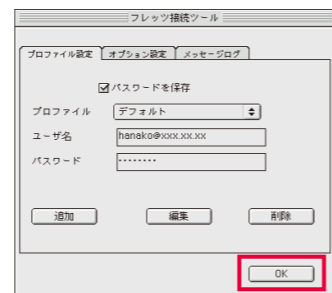 フレッツ接続ツール
プロファイル設定 オプション設定 メッセージログ
パスワードを保存
プロファイル デフォルト
ユーザ名 hanako@xxx.xx.xx
パスワード ••••••••
追加 編集 削除
OK